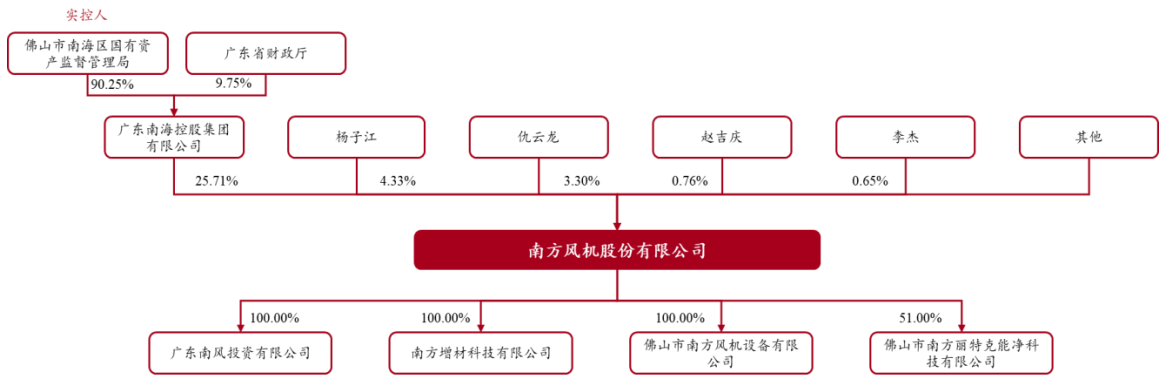 实控人
佛山市南海区国有资
产监督管理局
广东省财政厅
90.25%
9.75%
广东南海控股集团
有限公司
杨子江
仇云龙
赵吉庆
李杰
其他
25.71%
4.33%
3.30%
0.76%
0.65%
南方风机股份有限公司
100.00%
100.00%
100.00%
51.00%
广东南风投资有限公司
南方增材科技有限公司
佛山市南方风机设备有限
公司
佛山市南方丽特克能净科
技有限公司